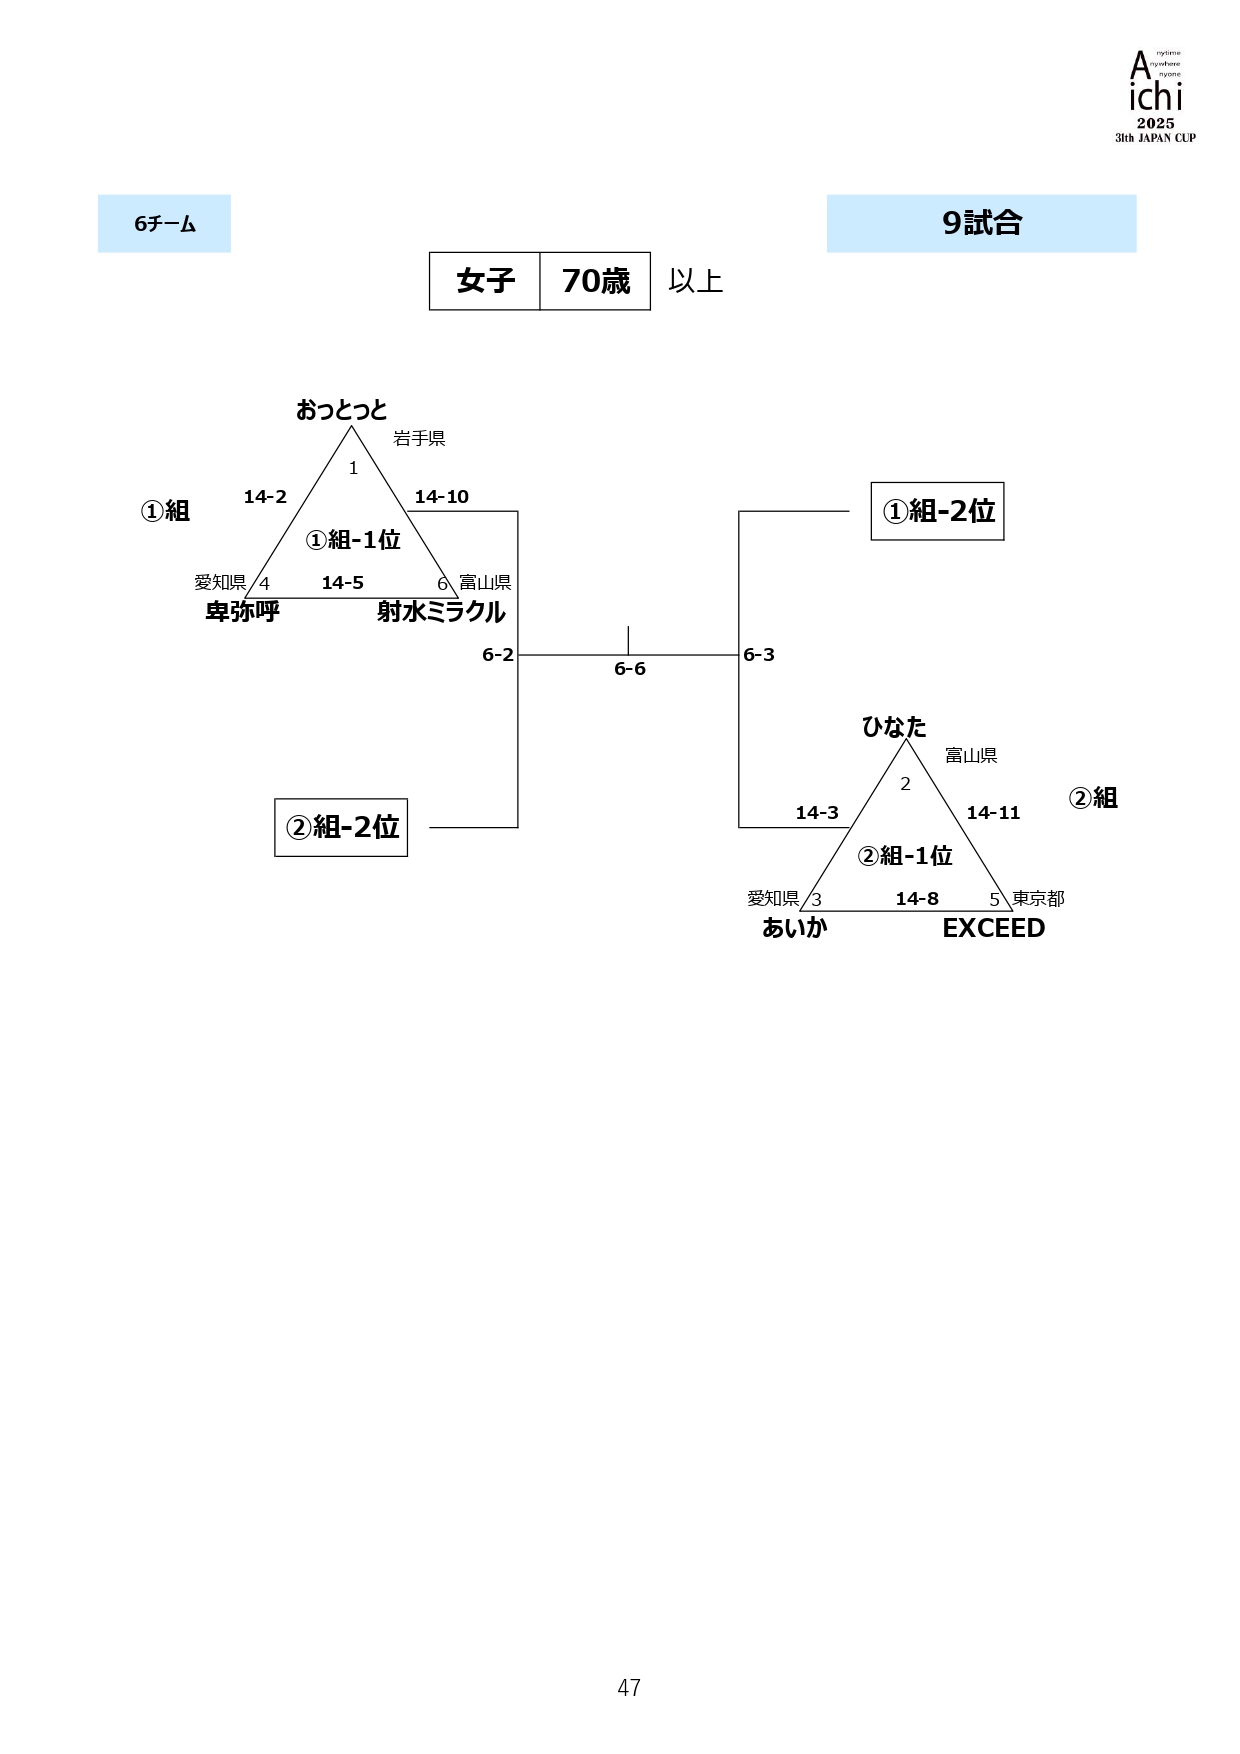 A nytime
nywhere
nyone
ichi
2025
31th JAPAN CUP
6チーム
9試合
女子 70歳 以上
おっとっと
岩手県
1
14-2 14-10
①組
①組-2位
①組-1位
愛知県 4 14-5 6 富山県
卑弥呼 射水ミラクル
6-2 6-3
6-6
ひなた
富山県
2
②組
14-3 14-11
②組-2位
②組-1位
愛知県 3 14-8 5 東京都
あいか EXCEED
47